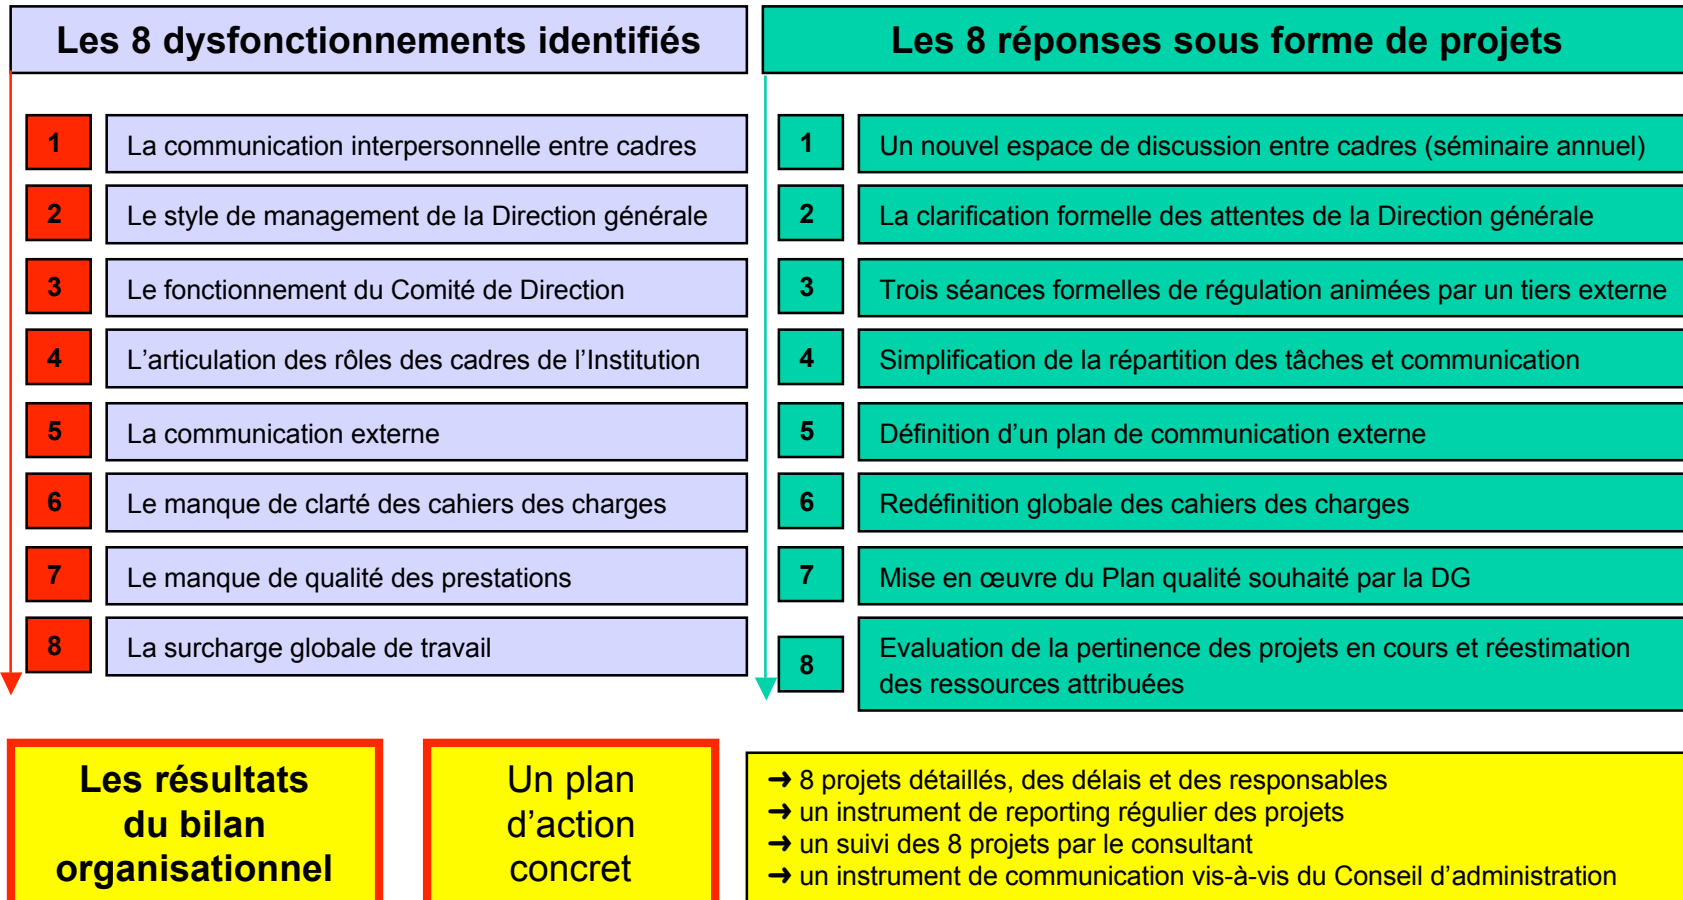 Les 8 dysfonctionnements identifiés
1
La communication interpersonnelle entre cadres
2
Le style de management de la Direction générale
3
Le fonctionnement du Comité de Direction
4
L’articulation des rôles des cadres de l’Institution
5
La communication externe
6
Le manque de clarté des cahiers des charges
7
Le manque de qualité des prestations
8
La surcharge globale de travail
Les 8 réponses sous forme de projets
1
Un nouvel espace de discussion entre cadres (séminaire annuel)
2
La clarification formelle des attentes de la Direction générale
3
Trois séances formelles de régulation animées par un tiers externe
4
Simplification de la répartition des tâches et communication
5
Définition d’un plan de communication externe
6
Redéfinition globale des cahiers des charges
7
Mise en œuvre du Plan qualité souhaité par la DG
8
Evaluation de la pertinence des projets en cours et réestimation
des ressources attribuées
Les résultats
du bilan
organisationnel
Un plan
d’action
concret
➜ 8 projets détaillés, des délais et des responsables
➜ un instrument de reporting régulier des projets
➜ un suivi des 8 projets par le consultant
➜ un instrument de communication vis-à-vis du Conseil d’administration